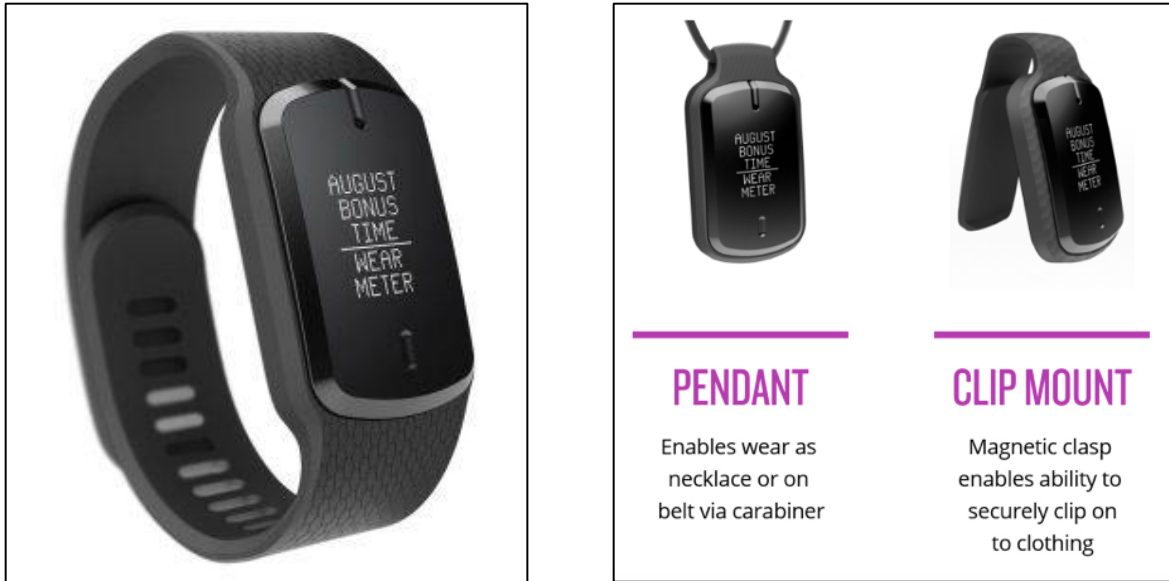 AUGUST
BONUS
TIME
WEAR
METER
AUGUST
BONUS
TIME
WEAR
METER
PENDANT
Enables wear as
necklace or on
belt via carabiner
AUGUST
BONUS
TIME
WEAR
METER
CLIP MOUNT
Magnetic clasp
enables ability to
securely clip on
to clothing